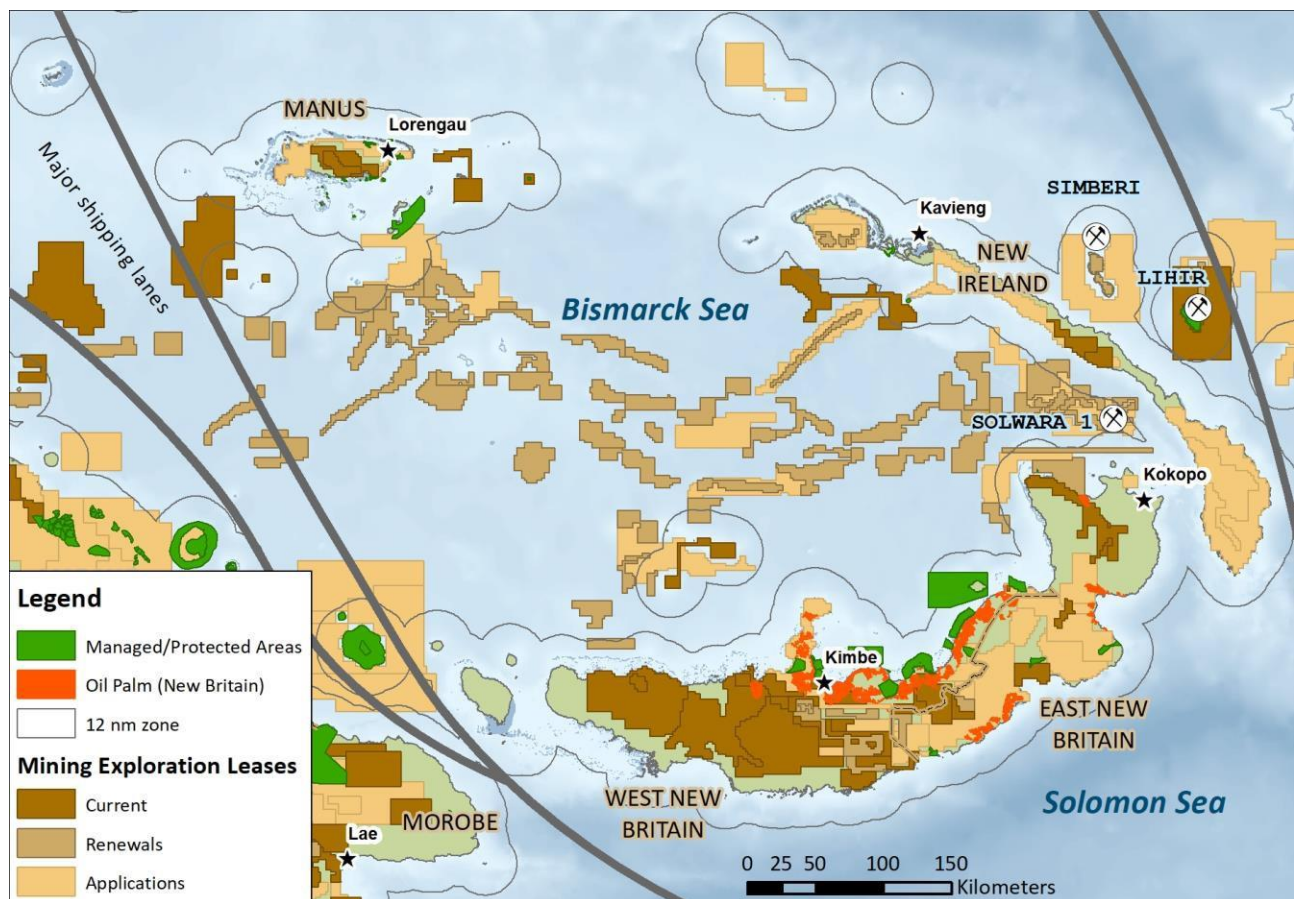 MANUS
Lorengau
Major shipping lanes
SIMBERI
Kavieng
NEW
IRELAND
LIHIR
Bismarck Sea
SOLWARA 1
Kokopo
Legend
Managed/Protected Areas
Oil Palm (New Britain)
12 nm zone
Mining Exploration Leases
Current
Renewals
Applications
Kimbe
EAST NEW
BRITAIN
WEST NEW
BRITAIN
Solomon Sea
MOROBE
Lae
0 25 50 100 150
Kilometers